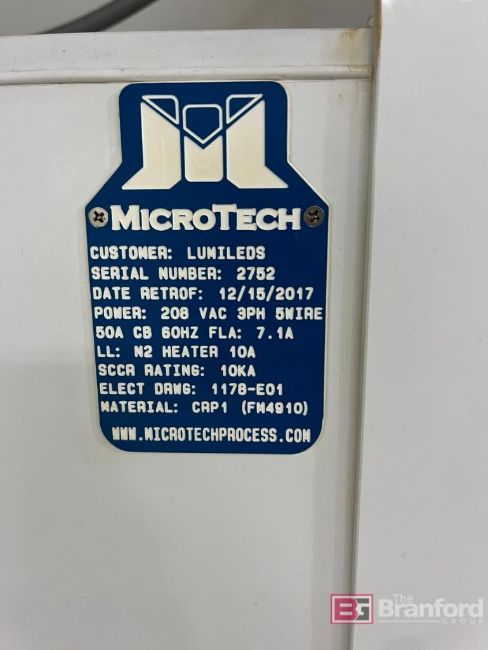 MICROTECH
CUSTOMER: LUMILEDS
SERIAL NUMBER: 2752
DATE RETROF: 12/15/2017
POWER: 208 VAC 3PH 5WIRE
50A CB 60HZ FLA: 7.1A
LL: N2 HEATER 10A
SCCR RATING: 10KA
ELECT DRWG: 1178-E01
MATERIAL: CRP1 (FM4910)
WWW.MICROTECHPROCESS.COM
BG The Branford GROUP